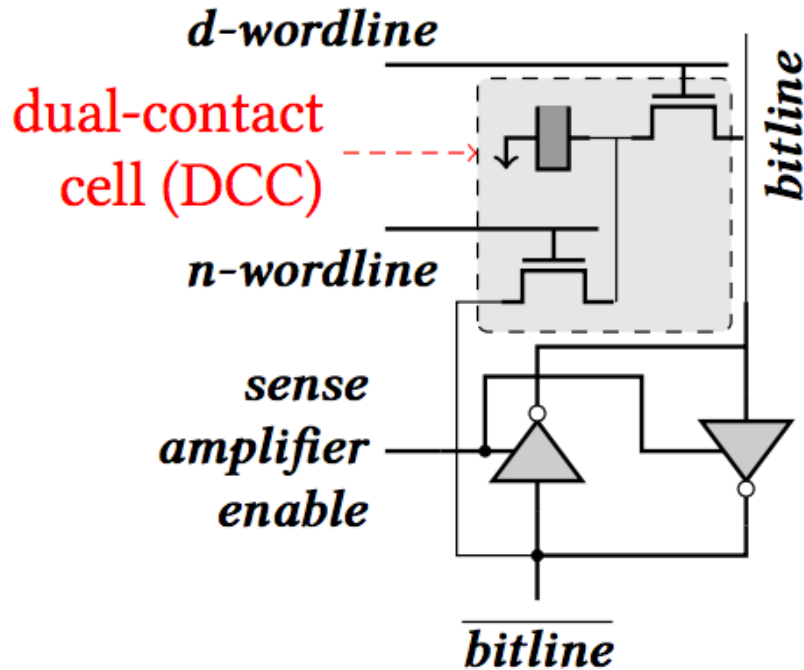 d-wordline
bitline
dual-contact
cell (DCC)
n-wordline
sense
amplifier
enable
bitline